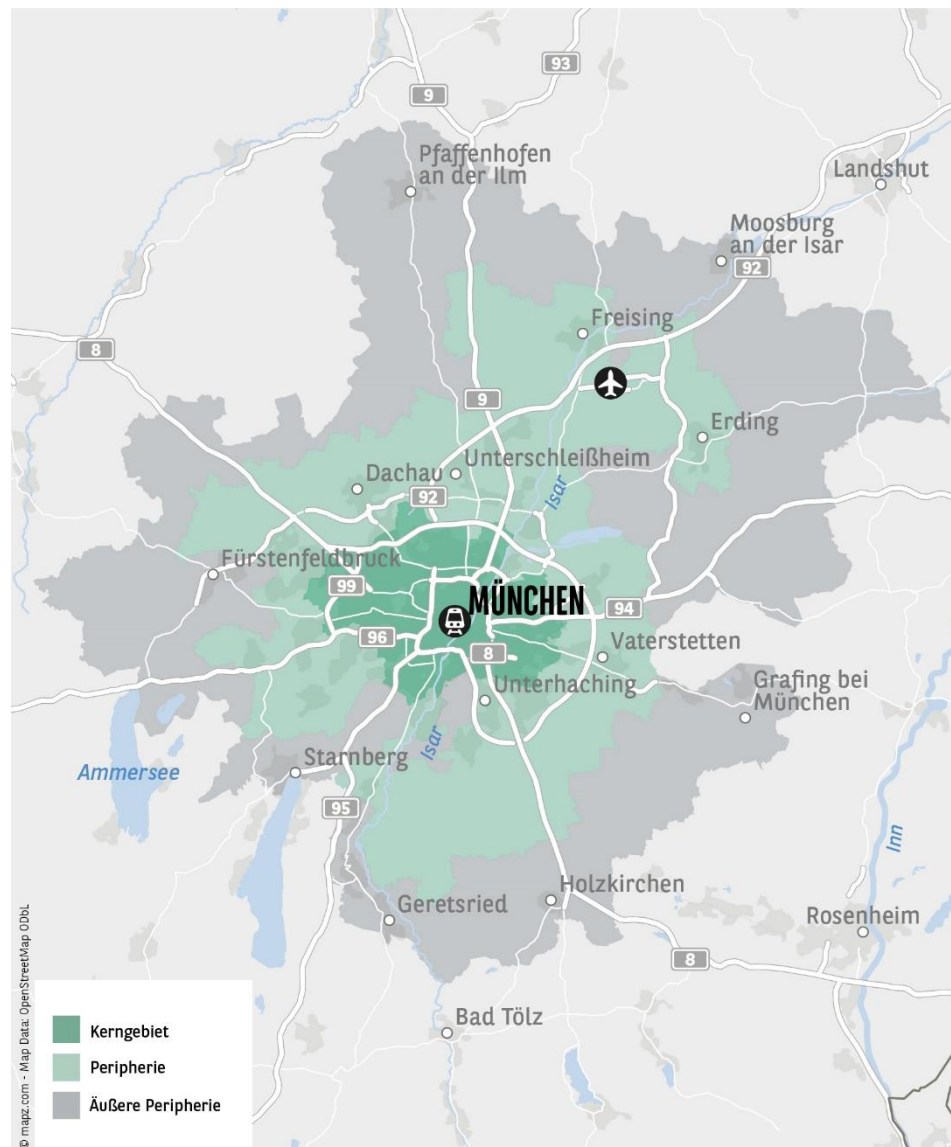 93
9
Pfaffenhofen
an der Ilm
Landshut
Moosburg
an der Isar
92
Freising
8
9
Erding
Unterschleißheim
Dachau
92
Isar
Fürstenfeldbruck
99
MÜNCHEN
94
96
8
Vaterstetten
Unterhaching
Grafing bei
München
Isar
Starnberg
Ammersee
95
Inn
Holzkirchen
Geretsried
Rosenheim
8
Bad Tölz
Kerngebiet
Peripherie
Äußere Peripherie
© mapz.com - Map Data: OpenStreetMap ODbL